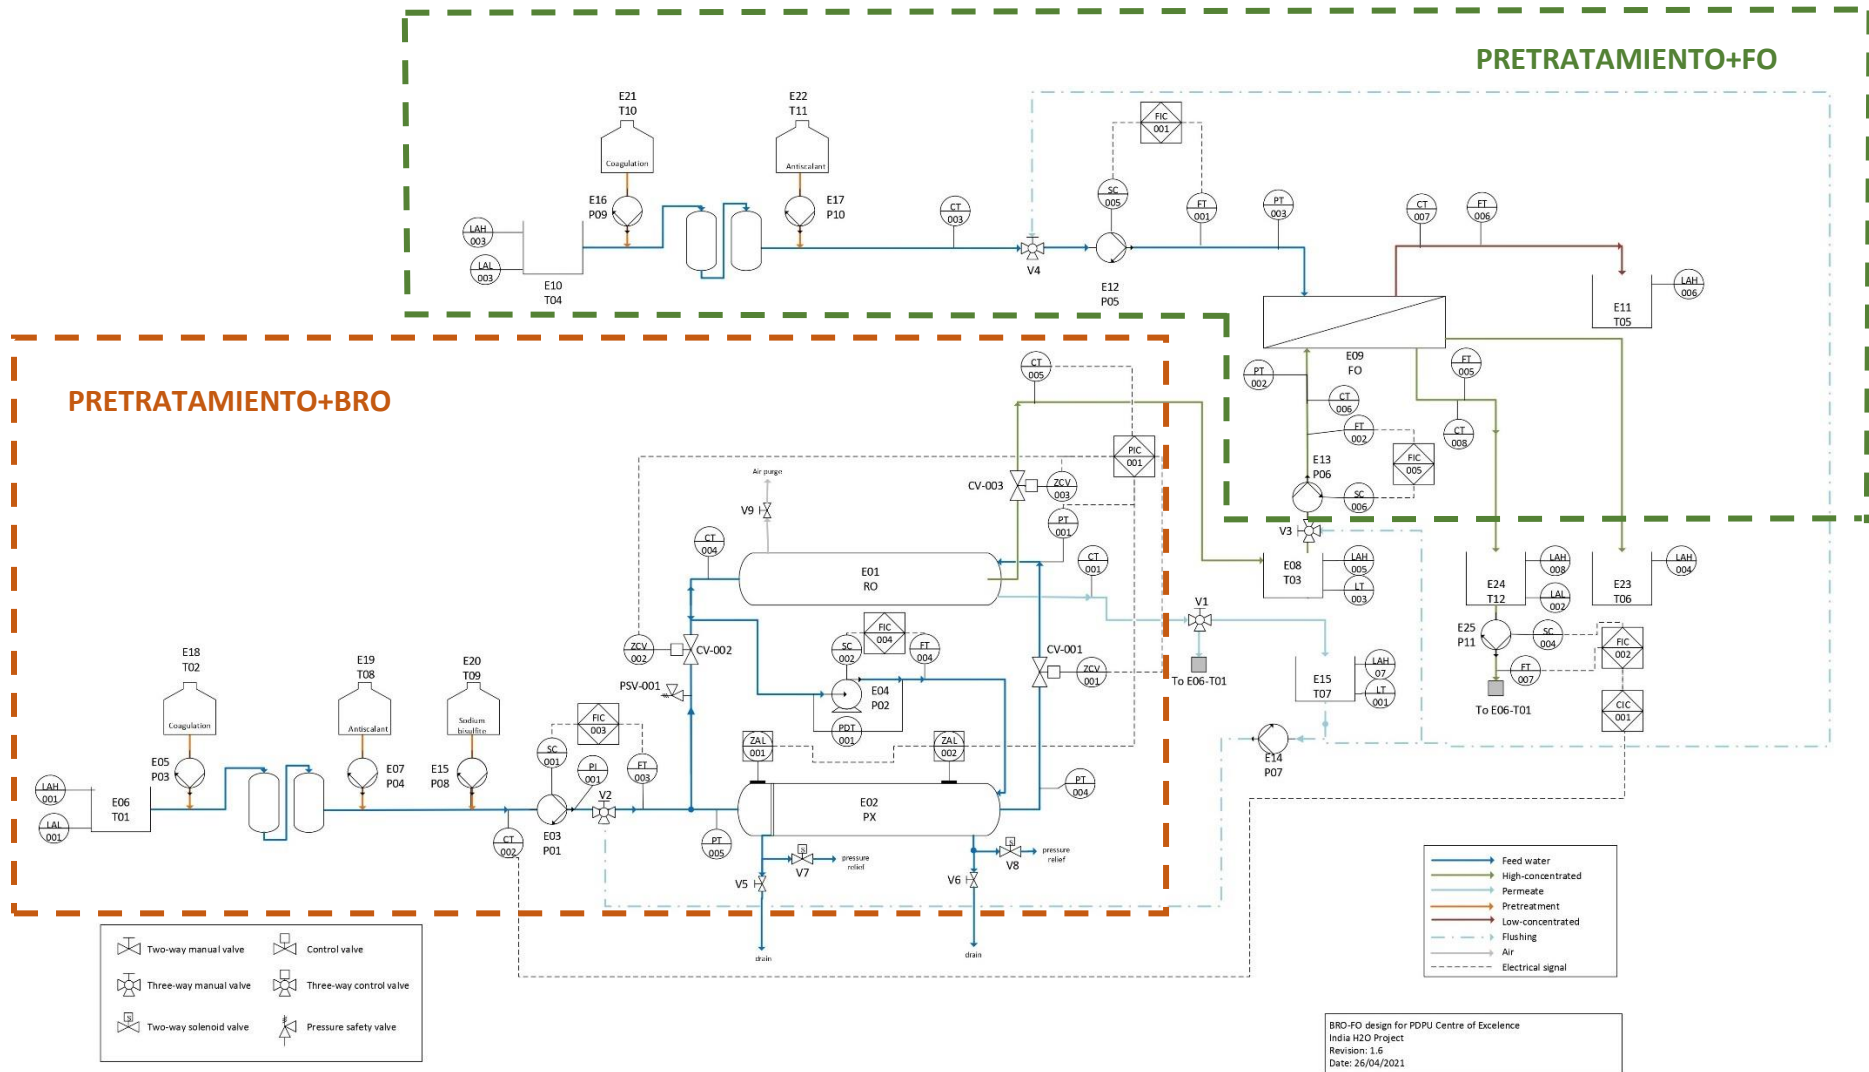 PRETRATAMIENTO+FO
E21
T10
Coagulation
E16
P09
E22
T11
Antiscalant
E17
P10
LAH
003
LAL
003
E10
T04
CT
003
V4
FIC
001
SC
005
E12
P05
FT
001
PT
003
CT
007
FT
006
E11
T05
LAH
006
E09
FO
PT
002
CT
006
FT
002
FIC
005
SC
006
E13
P06
FT
005
CT
008
V3
PRETRATAMIENTO+BRO
CT
005
PIC
001
CV-003
ZCV
003
PT
001
Air purge
V9
CT
004
E01
RO
CT
001
ZCV
002
CV-002
PSV-001
FIC
004
SC
002
FT
004
E04
P02
PDT
001
CV-001
ZCV
001
V1
To E06-T01
E08
T03
LAH
005
LT
003
E24
T12
LAH
008
LAL
002
E23
T06
LAH
004
E25
P11
SC
004
FIC
002
FT
007
To E06-T01
CIC
001
E15
T07
LAH
07
LT
001
E14
P07
E18
T02
Coagulation
E05
P03
E19
T08
Antiscalant
E07
P04
E20
T09
Sodium
bisulfite
E15
P08
LAH
001
LAL
001
E06
T01
CT
002
SC
001
E03
P01
PI
001
V2
FIC
003
FT
003
PT
005
ZAL
001
ZAL
002
E02
PX
PT
004
S
V7
pressure
relief
V5
S
V8
pressure
relief
V6
drain
drain
Two-way manual valve
Control valve
Three-way manual valve
Three-way control valve
S
Two-way solenoid valve
Pressure safety valve
Feed water
High-concentrated
Permeate
Pretreatment
Low-concentrated
Flushing
Air
Electrical signal
BRO-FO design for PDPU Centre of Excelence
India H2O Project
Revision: 1.6
Date: 26/04/2021